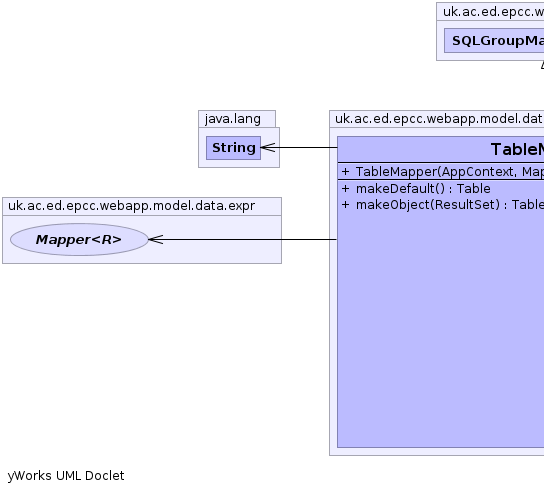 uk.ac.ed.epcc.w
SQLGroupMa
java.lang
String
uk.ac.ed.epcc.webapp.model.dat
TableM
+ TableMapper(AppContext, Map
+ makeDefault() : Table
+ makeObject(ResultSet) : Table
uk.ac.ed.epcc.webapp.model.data.expr
Mapper<R>
yWorks UML Doclet